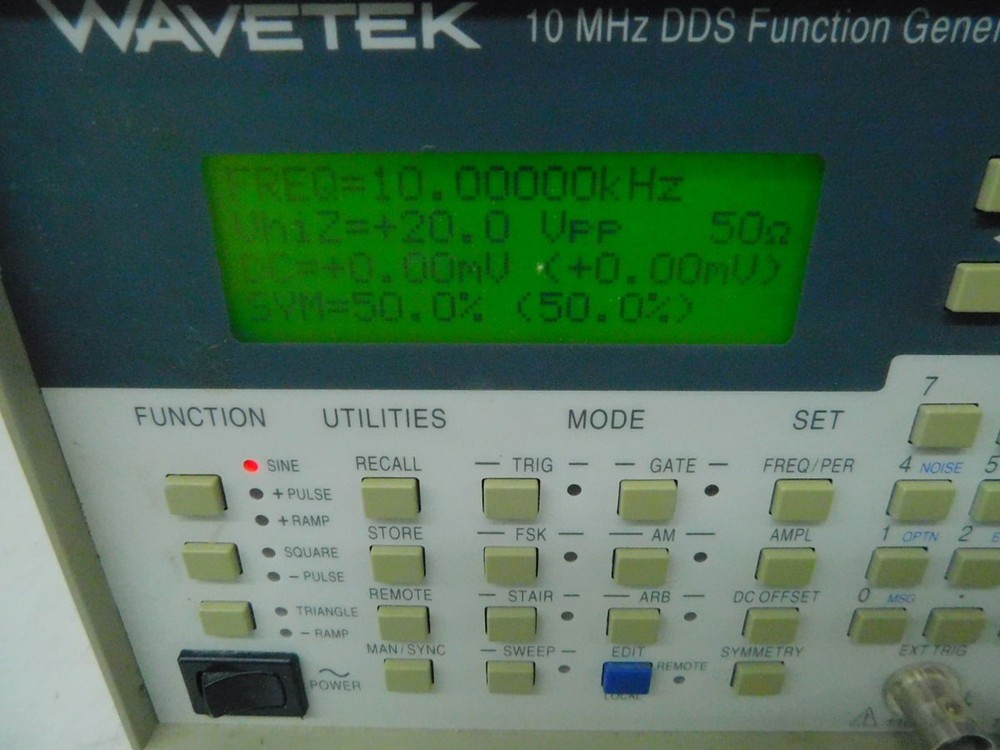 WAVETEK 10 MHz DDS Function Gener
FREQ=10.00000kHz
VhiZ=+20.0 Vpp 50Ω
DC=+0.00mV (+0.00mV)
SYM=50.0% (50.0%)
FUNCTION UTILITIES MODE SET
7
SINE RECALL TRIG GATE FREQ/PER 4 NOISE 5
+ PULSE
+ RAMP
STORE FSK AM AMPL 1 OPTN 2 E
SQUARE
− PULSE
REMOTE STAIR ARB DC OFFSET 0 MSG .
TRIANGLE
− RAMP
MAN/SYNC SWEEP EDIT SYMMETRY EXT TRIG
REMOTE
POWER
LOCAL